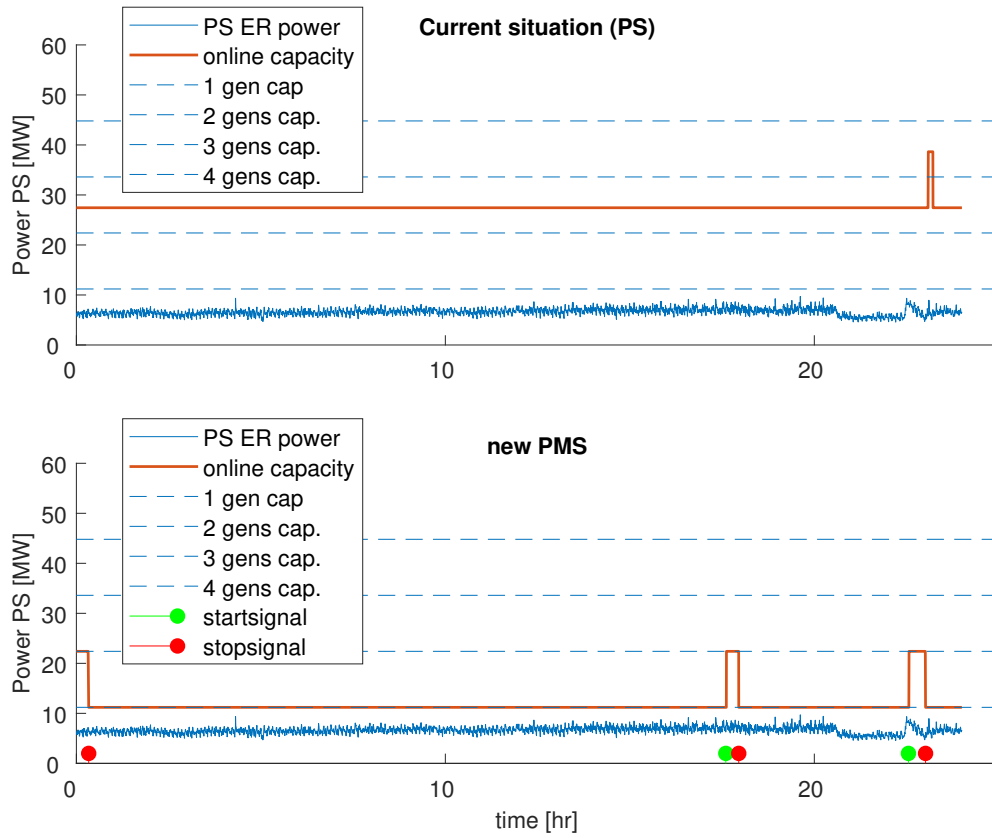 Current situation (PS)
PS ER power
online capacity
1 gen cap
2 gens cap.
3 gens cap.
4 gens cap.
Power PS [MW]
60
50
40
30
20
10
0
0
10
20
new PMS
PS ER power
online capacity
1 gen cap
2 gens cap.
3 gens cap.
4 gens cap.
startsignal
stopsignal
Power PS [MW]
60
50
40
30
20
10
0
0
10
20
time [hr]